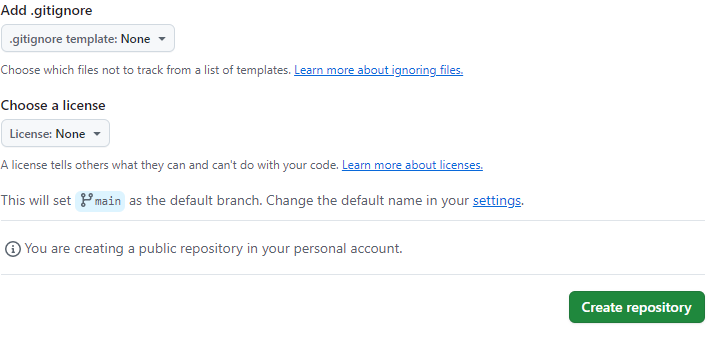 Add .gitignore
.gitignore template: None
Choose which files not to track from a list of templates. Learn more about ignoring files.
Choose a license
License: None
A license tells others what they can and can't do with your code. Learn more about licenses.
This will set main as the default branch. Change the default name in your settings.
You are creating a public repository in your personal account.
Create repository